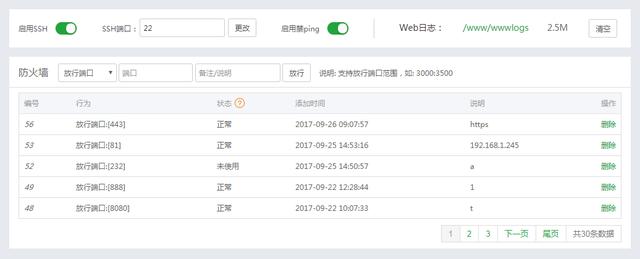 启用SSH SSH端口： 22 更改 启用禁ping Web日志： /www/wwwlogs 2.5M 清空
防火墙 放行端口 端口 备注/说明 放行 说明: 支持放行端口范围，如: 3000:3500
编号 行为 状态 ? 添加时间 说明 操作
56 放行端口:[443] 正常 2017-09-26 09:07:57 https 删除
53 放行端口:[81] 正常 2017-09-25 14:53:16 192.168.1.245 删除
52 放行端口:[232] 未使用 2017-09-25 14:50:57 a 删除
49 放行端口:[888] 正常 2017-09-22 12:28:44 1 删除
48 放行端口:[8080] 正常 2017-09-22 10:07:33 t 删除
1 2 3 下一页 尾页 共30条数据